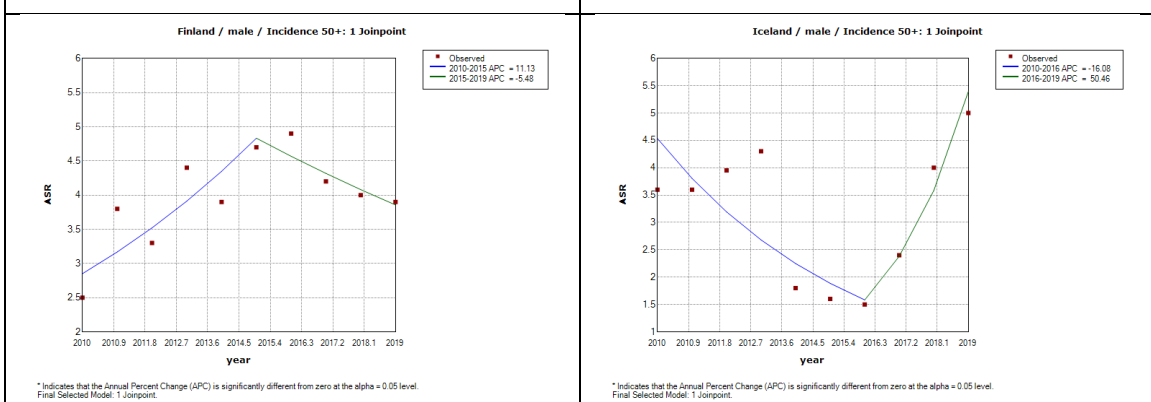 Finland / male / Incidence 50+: 1 Joinpoint
6
5.5
5
4.5
4
3.5
3
2.5
2
ASR
2010 2010.9 2011.8 2012.7 2013.6 2014.5 2015.4 2016.3 2017.2 2018.1 2019
year
Observed
2010-2015 APC = 11.13
2015-2019 APC = -5.48
* Indicates that the Annual Percent Change (APC) is significantly different from zero at the alpha = 0.05 level.
Final Selected Model: 1 Joinpoint.
Iceland / male / Incidence 50+: 1 Joinpoint
6
5.5
5
4.5
4
3.5
3
2.5
2
1.5
1
ASR
2010 2010.9 2011.8 2012.7 2013.6 2014.5 2015.4 2016.3 2017.2 2018.1 2019
year
Observed
2010-2016 APC = -16.08
2016-2019 APC = 50.46
* Indicates that the Annual Percent Change (APC) is significantly different from zero at the alpha = 0.05 level.
Final Selected Model: 1 Joinpoint.